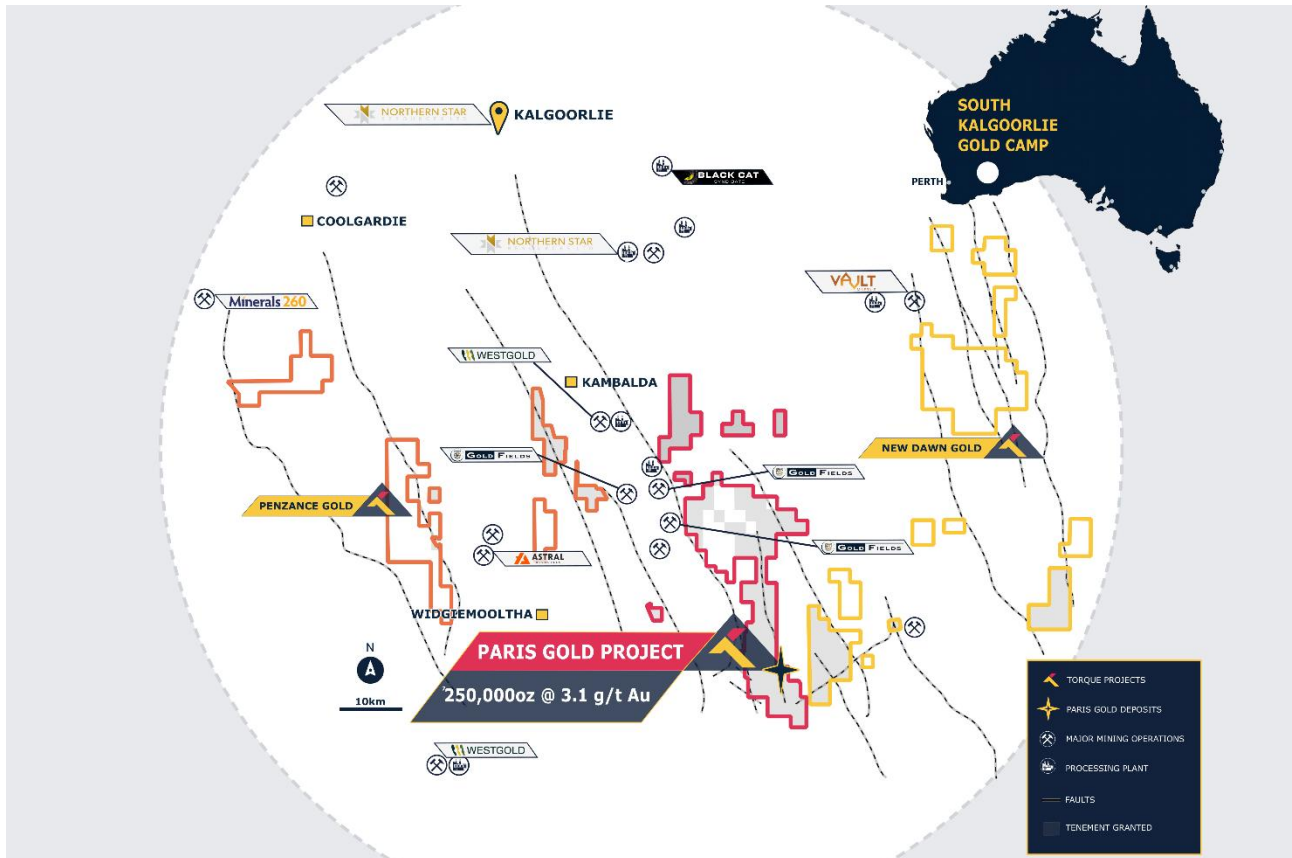 NORTHERN STAR
KALGOORLIE
SOUTH
KALGOORLIE
GOLD CAMP
PERTH
BLACK CAT
SYNDICATE
COOLGARDIE
NORTHERN STAR
VAULT
Minerals 260
WESTGOLD
KAMBALDA
GOLD FIELDS
GOLD FIELDS
NEW DAWN GOLD
PENZANCE GOLD
GOLD FIELDS
ASTRAL
WIDGIEMOOLTHA
PARIS GOLD PROJECT
250,000oz @ 3.1 g/t Au
N
10km
WESTGOLD
TORQUE PROJECTS
PARIS GOLD DEPOSITS
MAJOR MINING OPERATIONS
PROCESSING PLANT
FAULTS
TENEMENT GRANTED